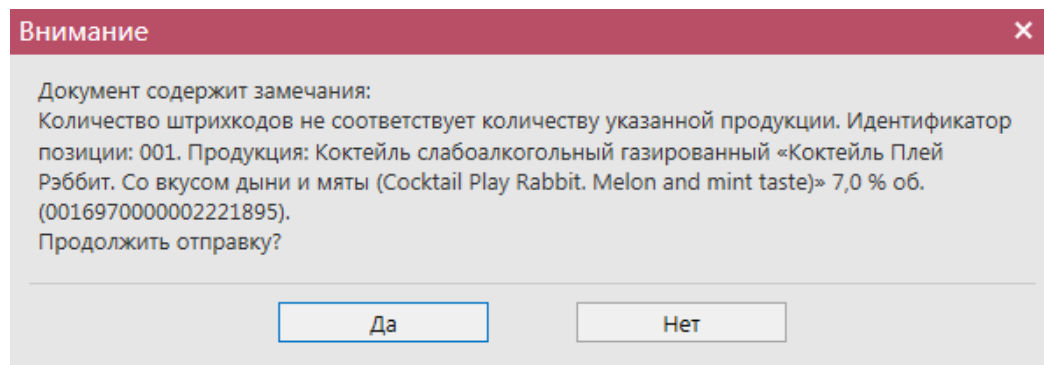 Внимание
Документ содержит замечания:
Количество штрихкодов не соответствует количеству указанной продукции. Идентификатор
позиции: 001. Продукция: Коктейль слабоалкогольный газированный «Коктейль Плей
Рэббит. Со вкусом дыни и мяты (Cocktail Play Rabbit. Melon and mint taste)» 7,0 % об.
(0016970000002221895).
Продолжить отправку?
Да
Нет